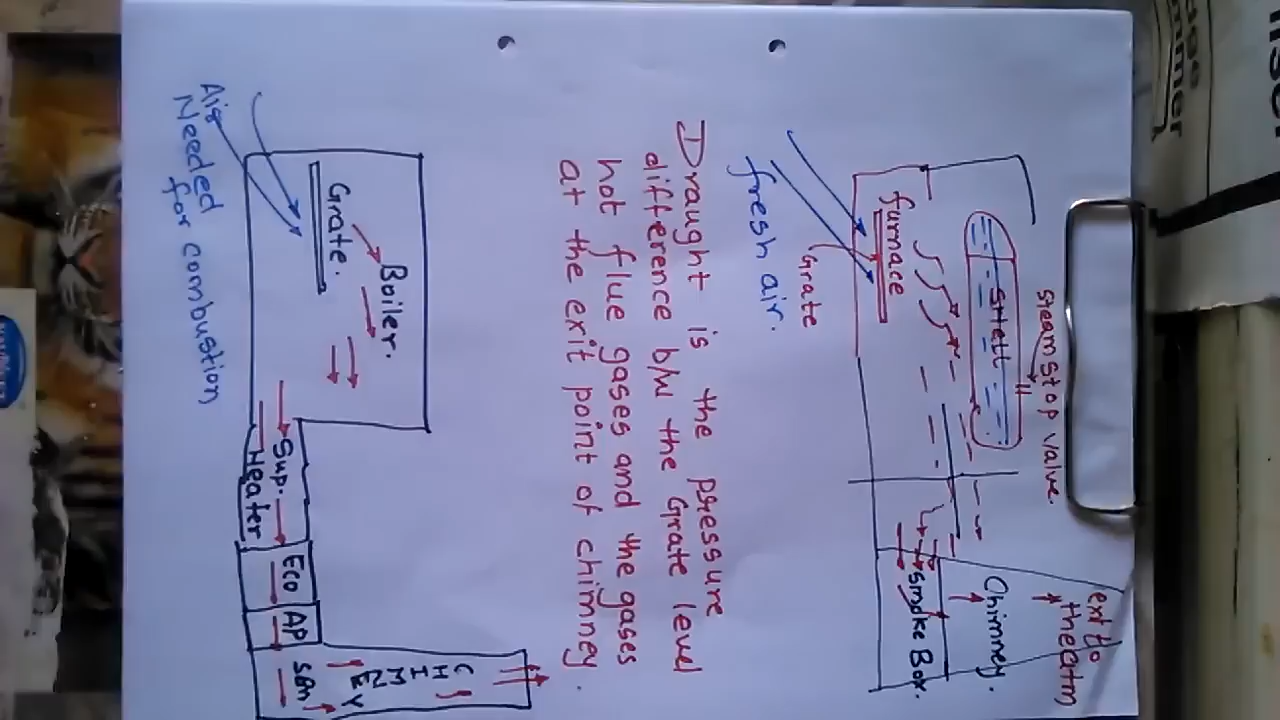 steam stop valve.
exit to
the atm
Chimney.
Shell
furnace
Smoke Box.
Grate
fresh air.
Draught is the pressure
difference b/w the Grate level
hot flue gases and the gases
at the exit point of chimney.
Boiler.
Grate.
CHIMNEY
Sup.
Heater
Eco
AP
Air
Needed
for combustion